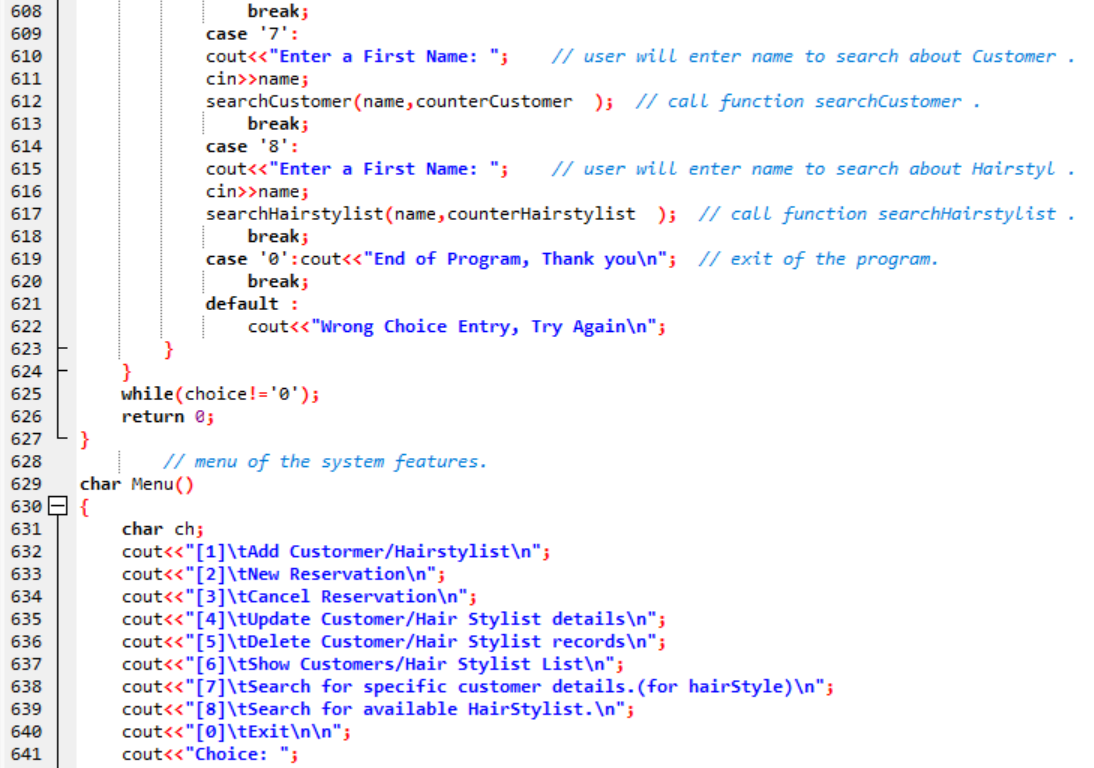 608 break;
609 case '7':
610 cout<<"Enter a First Name: "; // user will enter name to search about Customer .
611 cin>>name;
612 searchCustomer(name,counterCustomer ); // call function searchCustomer .
613 break;
614 case '8':
615 cout<<"Enter a First Name: "; // user will enter name to search about Hairstyl .
616 cin>>name;
617 searchHairstylist(name,counterHairstylist ); // call function searchHairstylist .
618 break;
619 case '0':cout<<"End of Program, Thank you\n"; // exit of the program.
620 break;
621 default :
622 cout<<"Wrong Choice Entry, Try Again\n";
623 }
624 }
625 while(choice!='0');
626 return 0;
627 }
628 // menu of the system features.
629 char Menu()
630 {
631 char ch;
632 cout<<"[1]\tAdd Custormer/Hairstylist\n";
633 cout<<"[2]\tNew Reservation\n";
634 cout<<"[3]\tCancel Reservation\n";
635 cout<<"[4]\tUpdate Customer/Hair Stylist details\n";
636 cout<<"[5]\tDelete Customer/Hair Stylist records\n";
637 cout<<"[6]\tShow Customers/Hair Stylist List\n";
638 cout<<"[7]\tSearch for specific customer details.(for hairStyle)\n";
639 cout<<"[8]\tSearch for available HairStylist.\n";
640 cout<<"[0]\tExit\n\n";
641 cout<<"Choice: ";